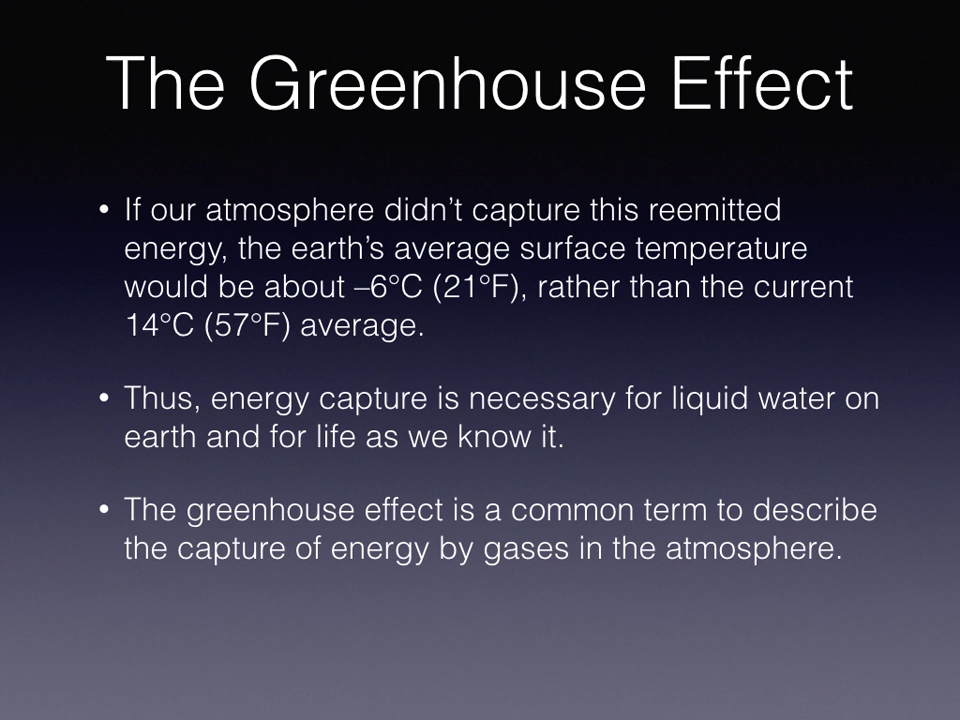 The Greenhouse Effect
• If our atmosphere didn’t capture this reemitted
energy, the earth’s average surface temperature
would be about –6°C (21°F), rather than the current
14°C (57°F) average.
• Thus, energy capture is necessary for liquid water on
earth and for life as we know it.
• The greenhouse effect is a common term to describe
the capture of energy by gases in the atmosphere.